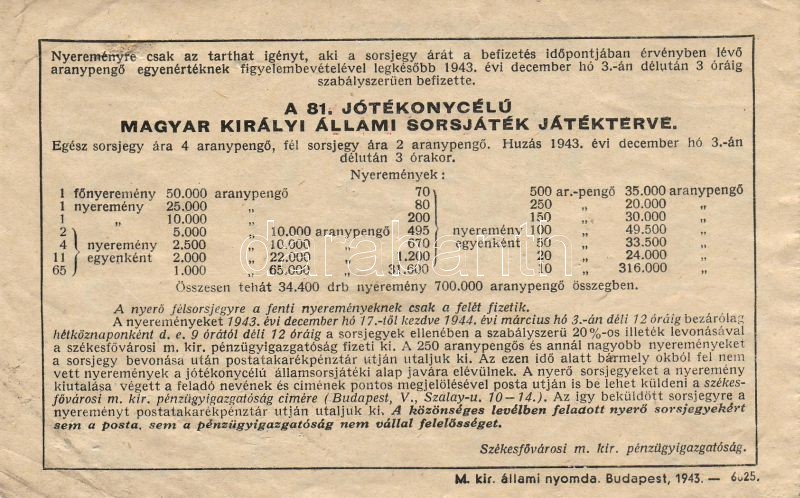 Nyereményre csak az tarthat igényt, aki a sorsjegy árát a befizetés időpontjában érvényben lévő
aranypengő egyenértéknek figyelembevételével legkésőbb 1943. évi december hó 3.-án délután 3 óráig
szabályszerüen befizette.
A 81. JÓTÉKONYCÉLÚ
MAGYAR KIRÁLYI ÁLLAMI SORSJÁTÉK JÁTÉKTERVE.
Egész sorsjegy ára 4 aranypengő, fél sorsjegy ára 2 aranypengő. Huzás 1943. évi december hó 3.-án
délután 3 órakor.
Nyeremények :
1 főnyeremény 50.000 aranypengő 70 500 ar.-pengő 35.000 aranypengő
1 nyeremény 25.000 „ 80 250 „ 20.000 „
1 „ 10.000 „ 200 150 „ 30.000 „
2 5.000 „ 10.000 aranypengő 495 nyeremény 100 „ 49.500 „
4 nyeremény 2.500 „ 10.000 „ 670 egyenként 50 „ 33.500 „
11 egyenként 2.000 „ 22.000 „ 1.200 20 „ 24.000 „
65 1.000 „ 65.000 „ 31.600 10 „ 316.000 „
Összesen tehát 34.400 drb nyeremény 700.000 aranypengő összegben.
A nyerő félsorsjegyre a fenti nyereményeknek csak a felét fizetik.
A nyereményeket 1943. évi december hó 17.-től kezdve 1944. évi március hó 3.-án déli 12 óráig bezárólag
hétköznaponként d. e. 9 órától déli 12 óráig a sorsjegyek ellenében a szabályszerű 20%-os illeték levonásával
a székesfővárosi m. kir. pénzügyigazgatóság fizeti ki. A 250 aranypengős és annál nagyobb nyereményeket
a sorsjegy bevonása után postatakarékpénztár utján utaljuk ki. Az ezen idő alatt bármely okból fel nem
vett nyeremények a jótékonycélú államsorsjátéki alap javára elévülnek. A nyerő sorsjegyeket a nyeremény
kiutalása végett a feladó nevének és cimének pontos megjelölésével posta utján is be lehet küldeni a székes-
fővárosi m. kir. pénzügyigazgatóság cimére (Budapest, V., Szalay-u. 10—14.). Az igy beküldött sorsjegyre a
nyereményt postatakarékpénztár utján utaljuk ki. A közönséges levélben feladott nyerő sorsjegyekért
sem a posta, sem a pénzügyigazgatóság nem vállal felelősséget.
Székesfővárosi m. kir. pénzügyigazgatóság.
M. kir. állami nyomda. Budapest, 1943. —
darabanth